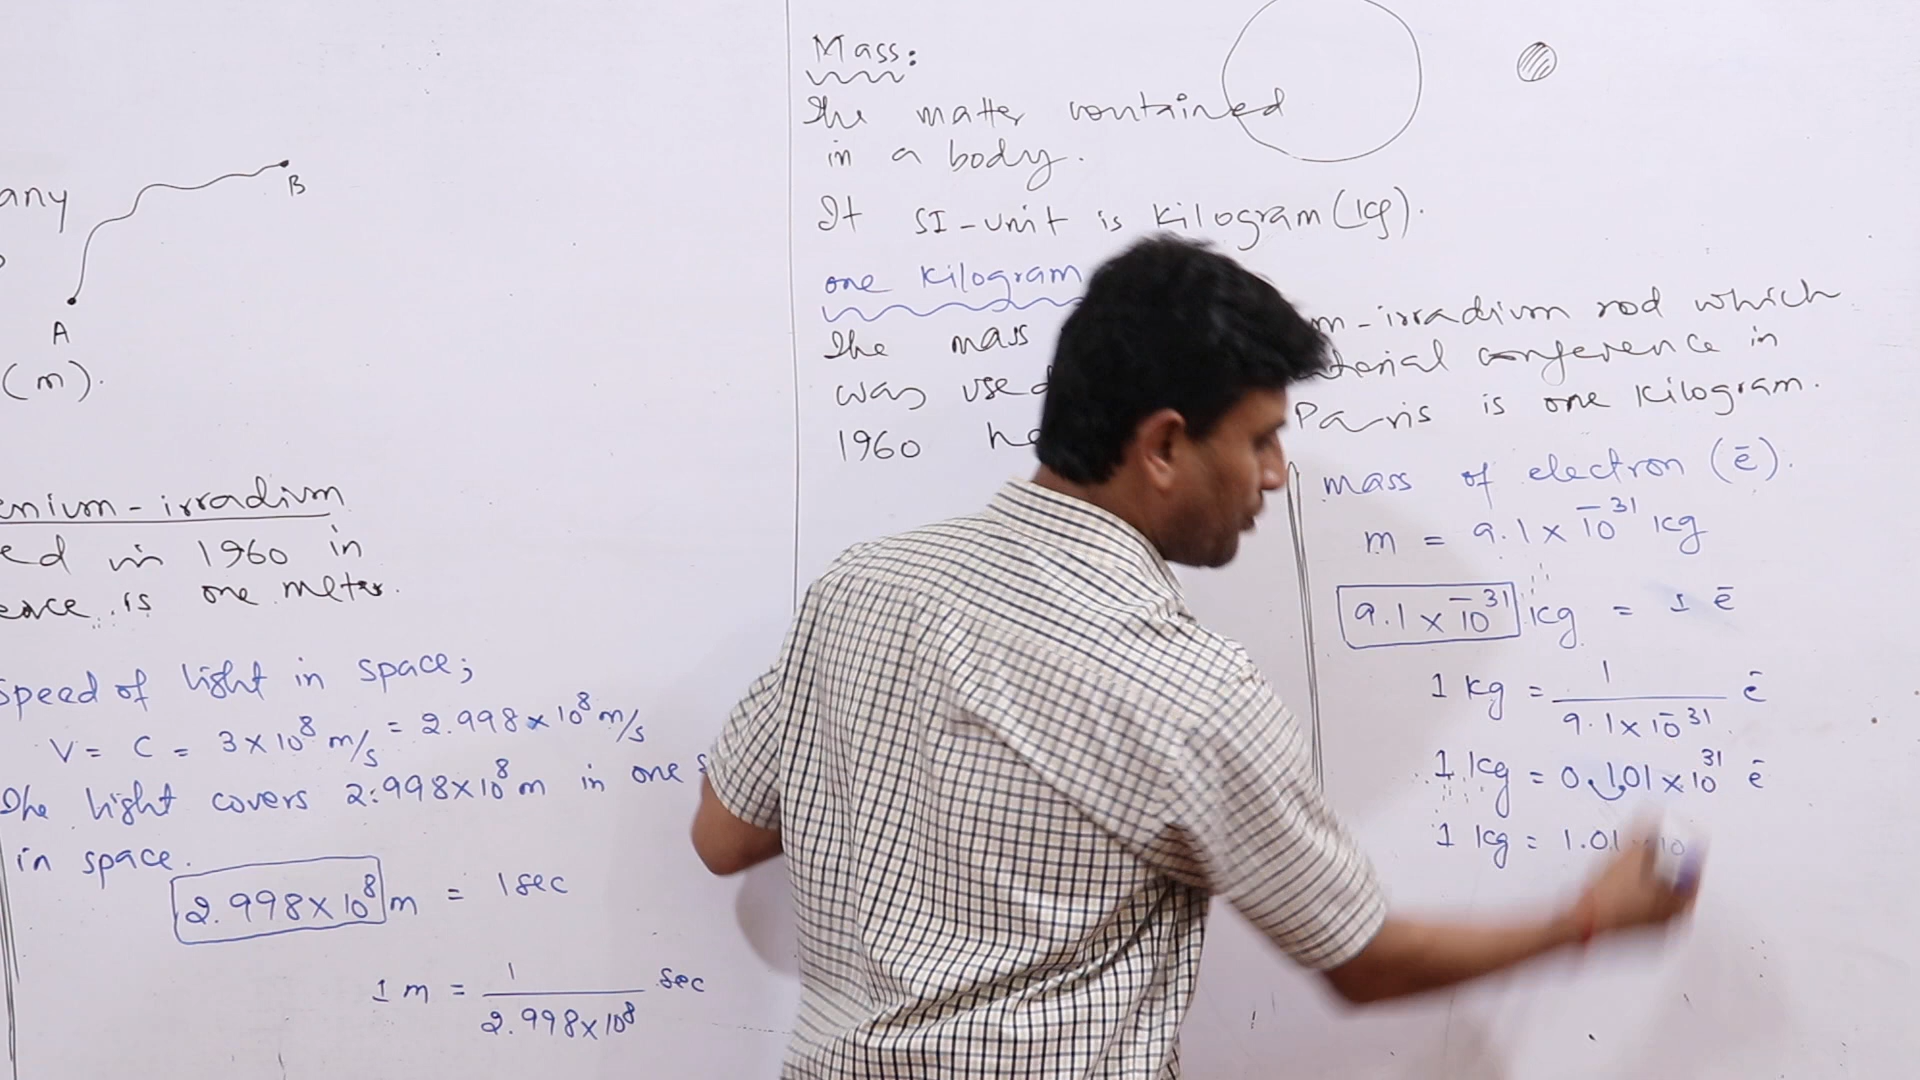 any
B
A
(m).
enium-irradium
ed in 1960 in
ence is one meter.
Speed of light in space;
V = C = 3×10⁸ m/s = 2.998×10⁸ m/s
The light covers 2.998×10⁸ m in one s
in space.
2.998×10⁸ m = 1 sec
1 m = 1/2.998×10⁸ sec
Mass:
The matter contained
in a body.
It SI-unit is kilogram (kg).
one kilogram
The mass m-irradium rod which
was used terial conference in
1960 he Paris is one kilogram.
mass of electron (ē).
m = 9.1×10⁻³¹ kg
9.1×10⁻³¹ kg = 1 ē
1 kg = 1/9.1×10⁻³¹ ē
1 kg = 0.101×10³¹ ē
1 kg = 1.01×10